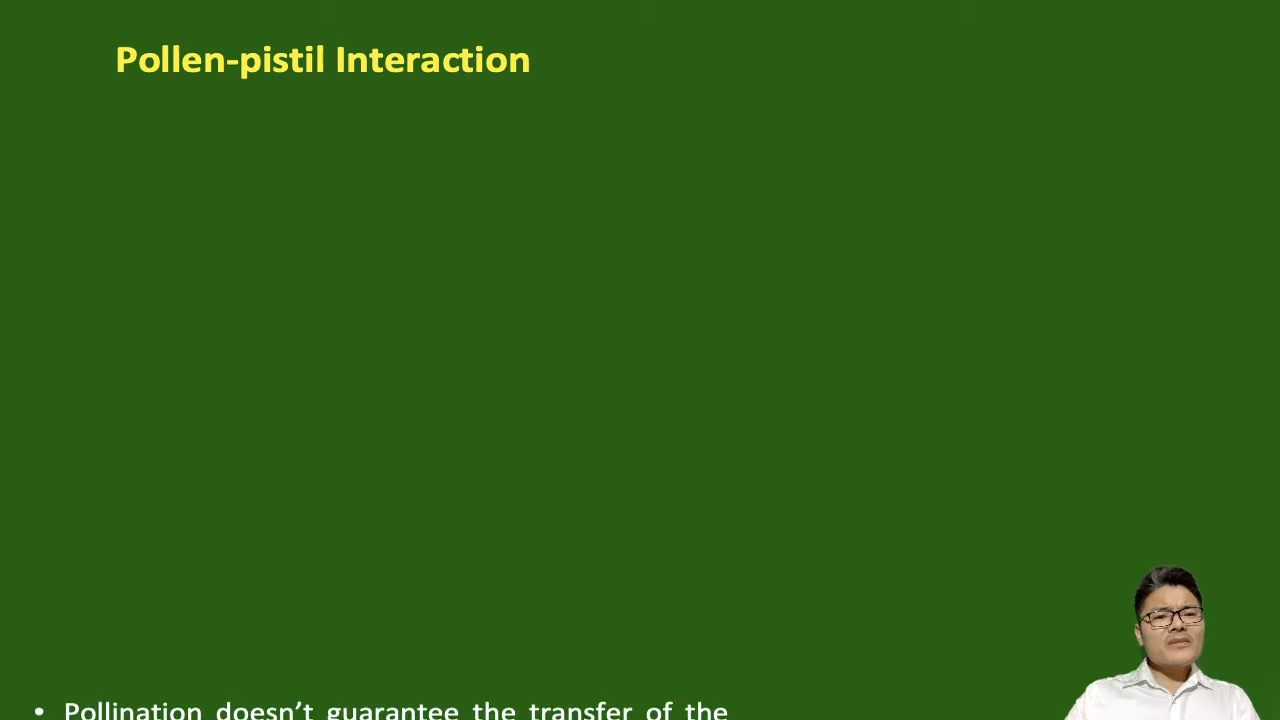 Pollen-pistil Interaction
• Pollination doesn’t guarantee the transfer of the